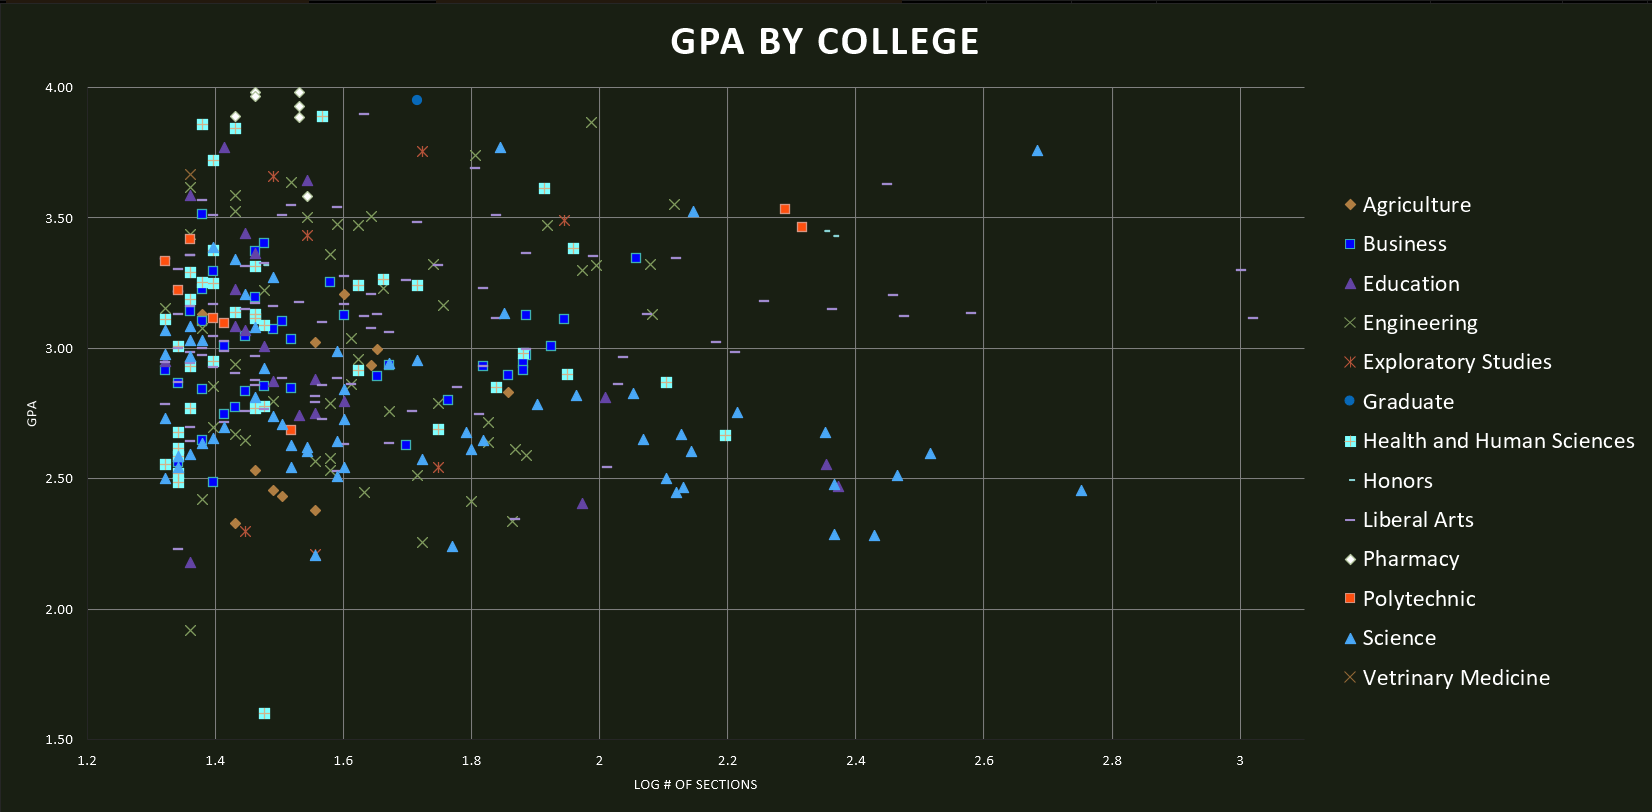 GPA BY COLLEGE
4.00
3.50
3.00
2.50
2.00
1.50
GPA
1.2 1.4 1.6 1.8 2 2.2 2.4 2.6 2.8 3
LOG # OF SECTIONS
Agriculture
Business
Education
Engineering
Exploratory Studies
Graduate
Health and Human Sciences
Honors
Liberal Arts
Pharmacy
Polytechnic
Science
Vetrinary Medicine